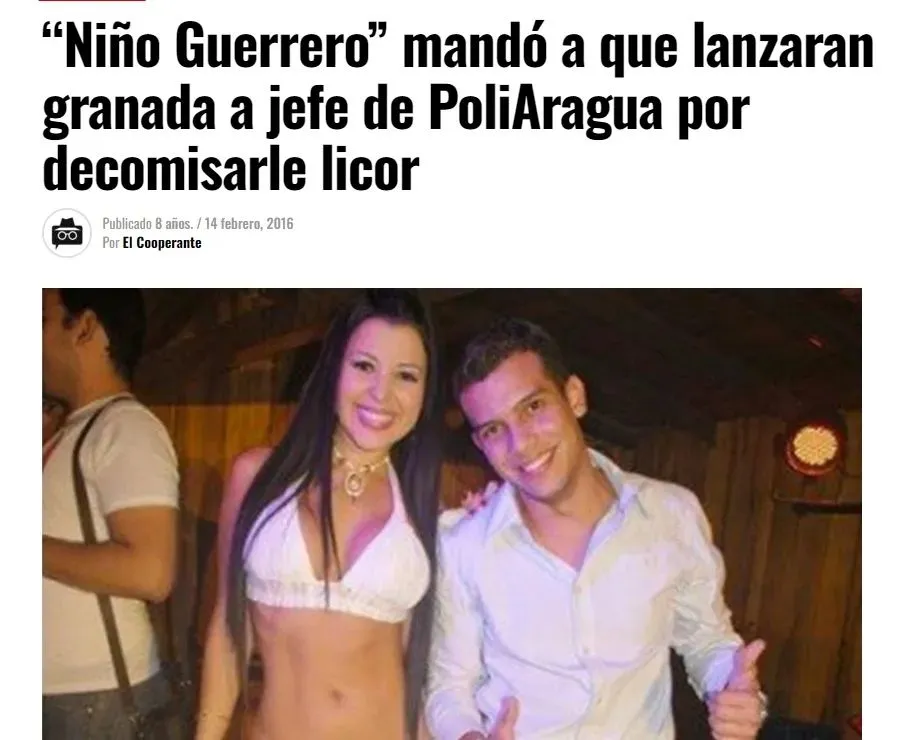 “Niño Guerrero” mandó a que lanzaran
granada a jefe de PoliAragua por
decomisarle licor
Publicado 8 años. / 14 febrero, 2016
Por El Cooperante